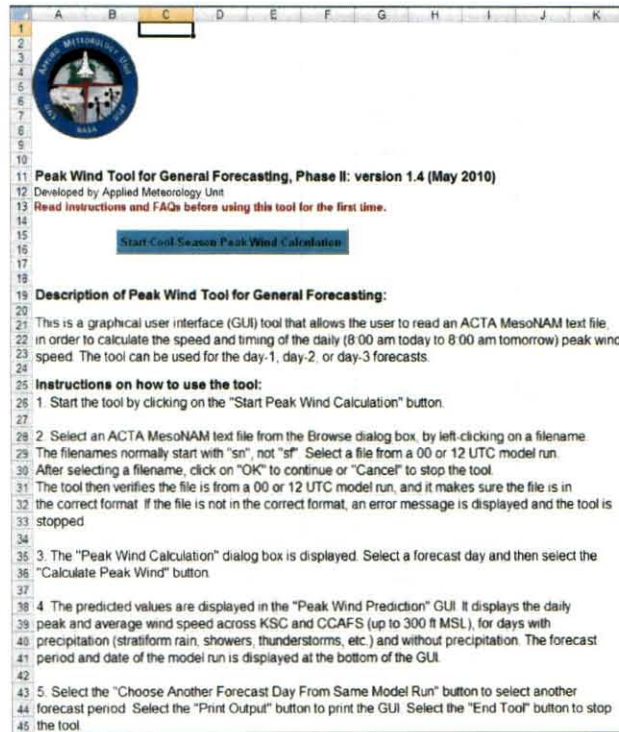 A B C D E F G H I J K
1
2
3
4
5
6
7
8
9
10
APPLIED METEOROLOGY UNIT
NASA
11 Peak Wind Tool for General Forecasting, Phase II: version 1.4 (May 2010)
12 Developed by Applied Meteorology Unit
13 Read instructions and FAQs before using this tool for the first time.
14
15
16
Start Cool-Season Peak Wind Calculation
17
18
19 Description of Peak Wind Tool for General Forecasting:
20
21 This is a graphical user interface (GUI) tool that allows the user to read an ACTA MesoNAM text file,
22 in order to calculate the speed and timing of the daily (8:00 am today to 8:00 am tomorrow) peak wind
23 speed. The tool can be used for the day-1, day-2, or day-3 forecasts.
24
25 Instructions on how to use the tool:
26 1. Start the tool by clicking on the "Start Peak Wind Calculation" button.
27
28 2. Select an ACTA MesoNAM text file from the Browse dialog box, by left-clicking on a filename.
29 The filenames normally start with "sn", not "sf". Select a file from a 00 or 12 UTC model run.
30 After selecting a filename, click on "OK" to continue or "Cancel" to stop the tool.
31 The tool then verifies the file is from a 00 or 12 UTC model run, and it makes sure the file is in
32 the correct format. If the file is not in the correct format, an error message is displayed and the tool is
33 stopped
34
35 3. The "Peak Wind Calculation" dialog box is displayed. Select a forecast day and then select the
36 "Calculate Peak Wind" button.
37
38 4. The predicted values are displayed in the "Peak Wind Prediction" GUI. It displays the daily
39 peak and average wind speed across KSC and CCAFS (up to 300 ft MSL), for days with
40 precipitation (stratiform rain, showers, thunderstorms, etc.) and without precipitation. The forecast
41 period and date of the model run is displayed at the bottom of the GUI.
42
43 5. Select the "Choose Another Forecast Day From Same Model Run" button to select another
44 forecast period. Select the "Print Output" button to print the GUI. Select the "End Tool" button to stop
45 the tool.